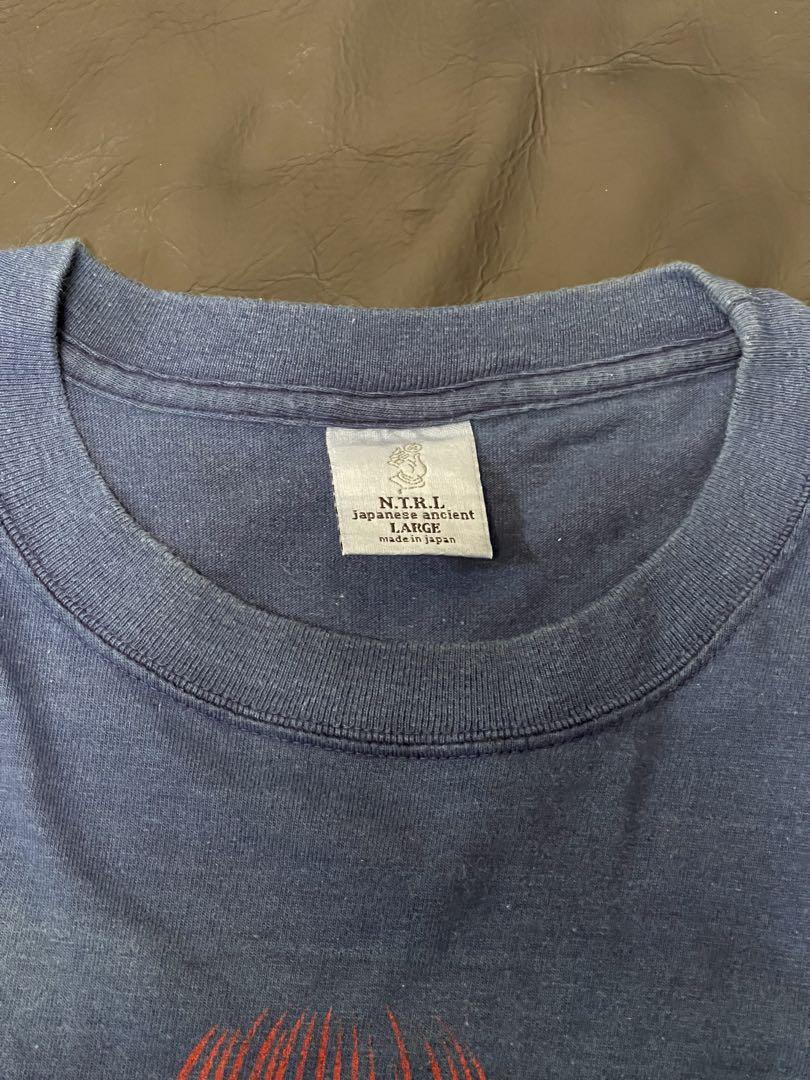 N.T.R.L
japanese ancient
LARGE
made in japan